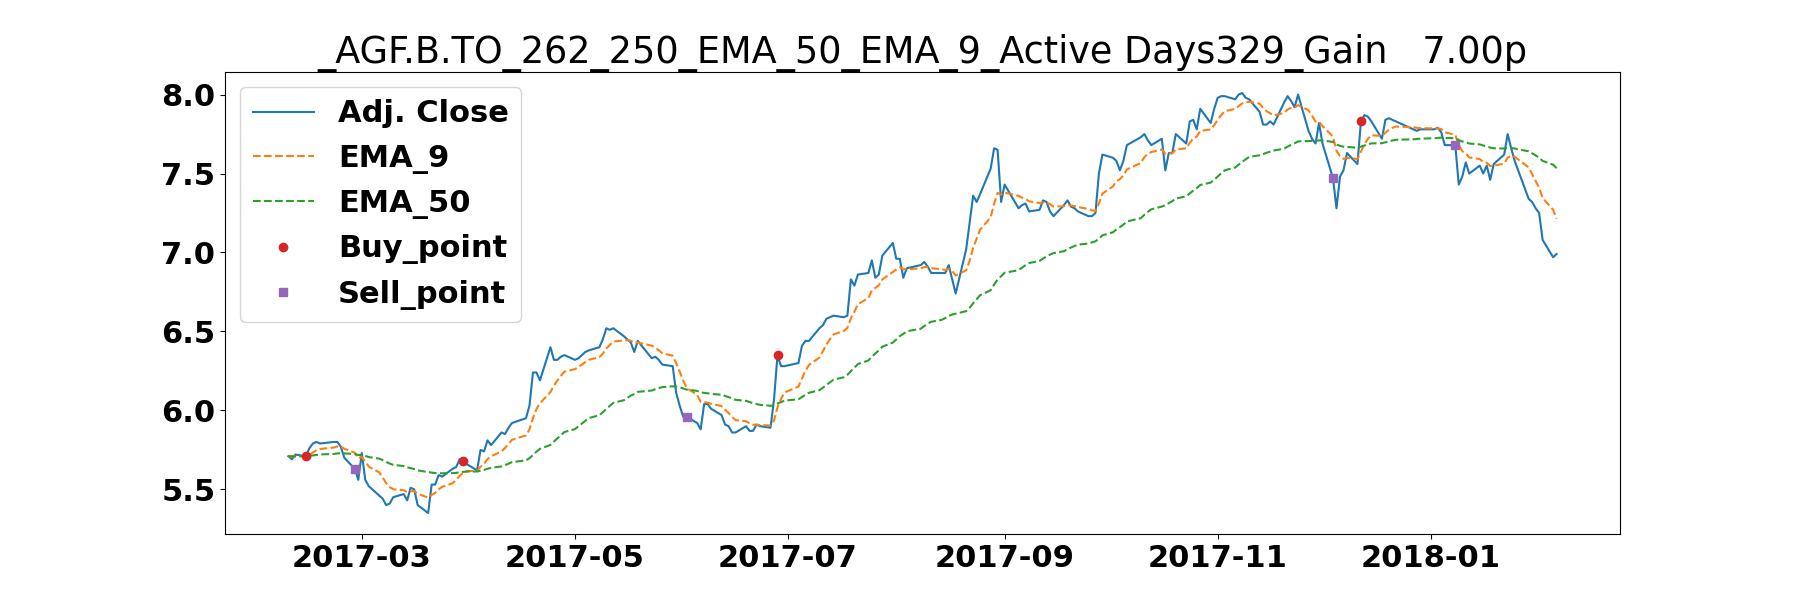 _AGF.B.TO_262_250_EMA_50_EMA_9_Active Days329_Gain   7.00p
8.0
7.5
7.0
6.5
6.0
5.5
Adj. Close
EMA_9
EMA_50
Buy_point
Sell_point
2017-03 2017-05 2017-07 2017-09 2017-11 2018-01